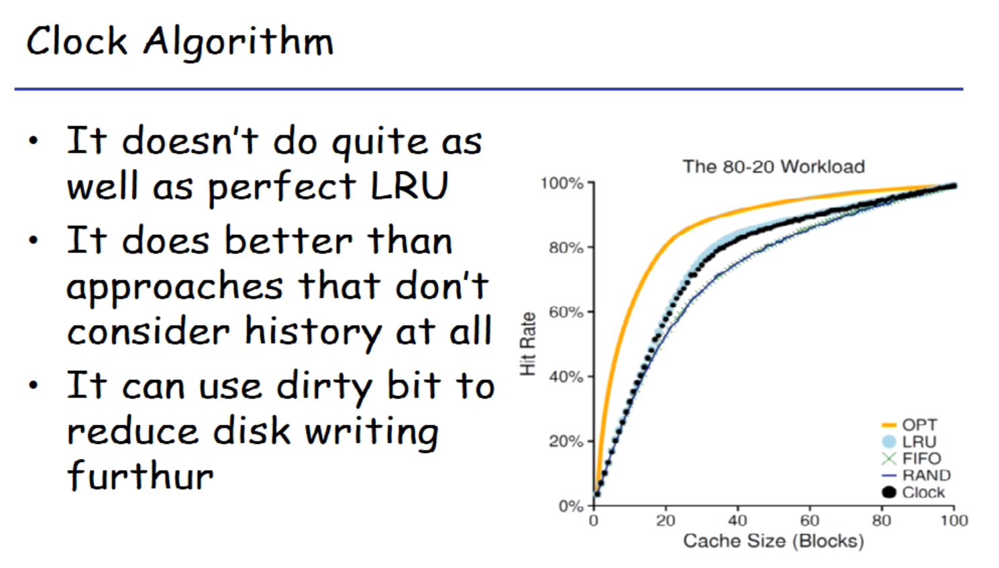 Clock Algorithm
• It doesn't do quite as
well as perfect LRU
• It does better than
approaches that don't
consider history at all
• It can use dirty bit to
reduce disk writing
furthur
The 80-20 Workload
100%
80%
60%
40%
20%
0%
Hit Rate
0 20 40 60 80 100
Cache Size (Blocks)
OPT
LRU
FIFO
RAND
Clock